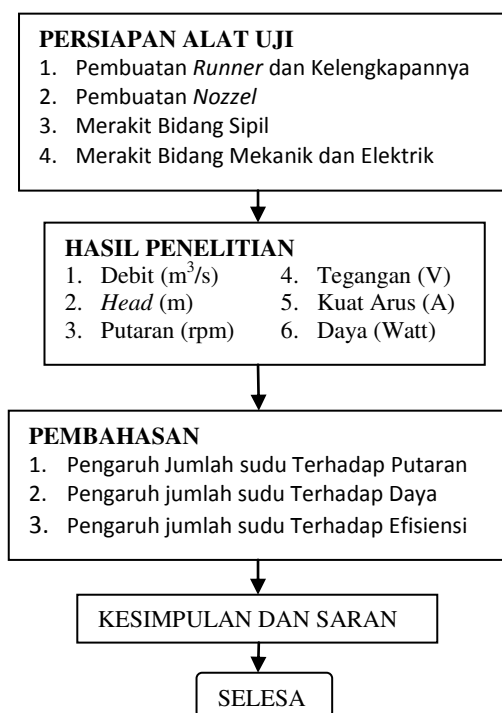 PERSIAPAN ALAT UJI
1. Pembuatan Runner dan Kelengkapannya
2. Pembuatan Nozzel
3. Merakit Bidang Sipil
4. Merakit Bidang Mekanik dan Elektrik
HASIL PENELITIAN
1. Debit (m³/s) 4. Tegangan (V)
2. Head (m) 5. Kuat Arus (A)
3. Putaran (rpm) 6. Daya (Watt)
PEMBAHASAN
1. Pengaruh Jumlah sudu Terhadap Putaran
2. Pengaruh jumlah sudu Terhadap Daya
3. Pengaruh jumlah sudu Terhadap Efisiensi
KESIMPULAN DAN SARAN
SELESA